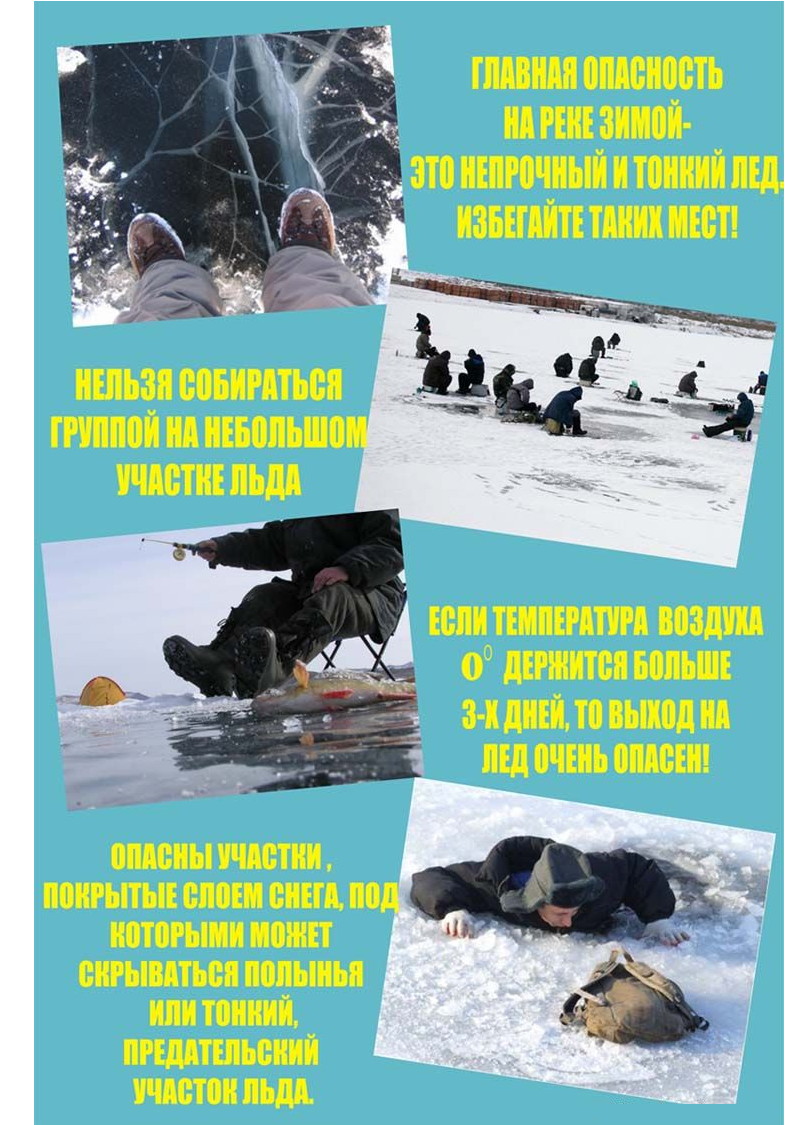 ГЛАВНАЯ ОПАСНОСТЬ
НА РЕКЕ ЗИМОЙ-
ЭТО НЕПРОЧНЫЙ И ТОНКИЙ ЛЕД.
ИЗБЕГАЙТЕ ТАКИХ МЕСТ!
НЕЛЬЗЯ СОБИРАТЬСЯ
ГРУППОЙ НА НЕБОЛЬШОМ
УЧАСТКЕ ЛЬДА
ЕСЛИ ТЕМПЕРАТУРА ВОЗДУХА
0⁰ ДЕРЖИТСЯ БОЛЬШЕ
3-Х ДНЕЙ, ТО ВЫХОД НА
ЛЕД ОЧЕНЬ ОПАСЕН!
ОПАСНЫ УЧАСТКИ ,
ПОКРЫТЫЕ СЛОЕМ СНЕГА, ПОД
КОТОРЫМИ МОЖЕТ
СКРЫВАТЬСЯ ПОЛЫНЬЯ
ИЛИ ТОНКИЙ,
ПРЕДАТЕЛЬСКИЙ
УЧАСТОК ЛЬДА.